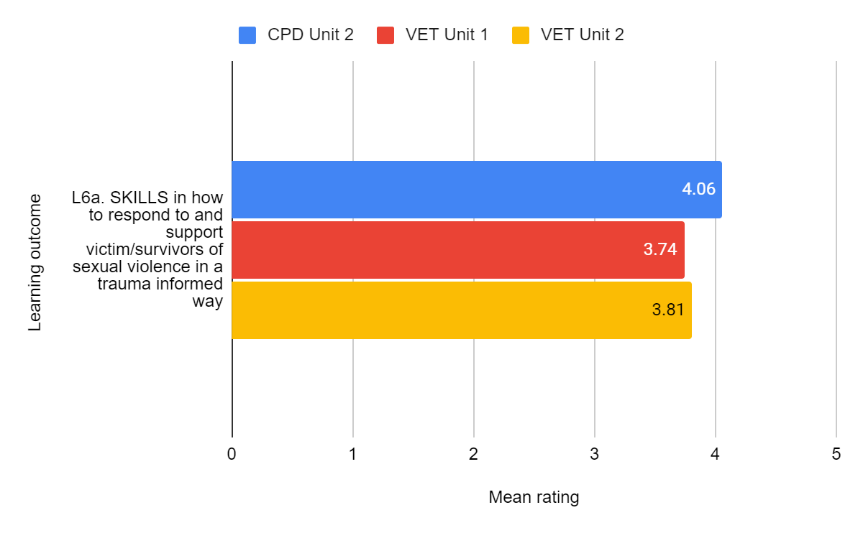 CPD Unit 2 VET Unit 1 VET Unit 2
Learning outcome
L6a. SKILLS in how
to respond to and
support
victim/survivors of
sexual violence in a
trauma informed
way
4.06
3.74
3.81
0 1 2 3 4 5
Mean rating